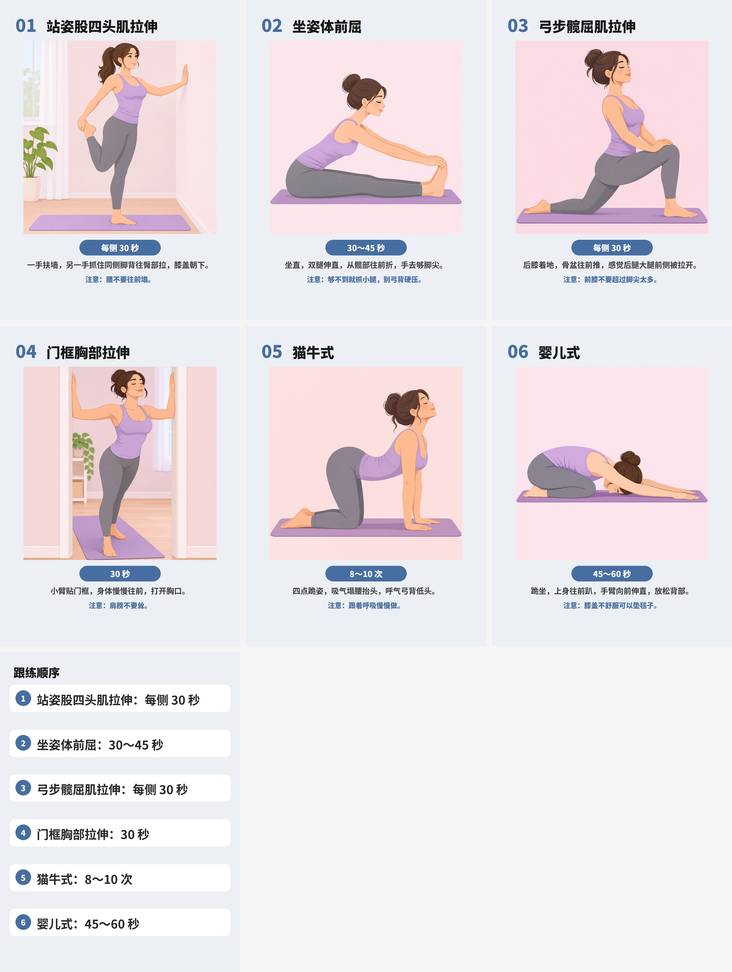 01 站姿股四头肌拉伸
每侧 30 秒
一手扶墙，另一手抓住同侧脚背往臀部拉，膝盖朝下。
注意：腰不要往前塌。
02 坐姿体前屈
30～45 秒
坐直，双腿伸直，从髋部往前折，手去够脚尖。
注意：够不到就抓小腿，别弓背硬压。
03 弓步髋屈肌拉伸
每侧 30 秒
后膝着地，骨盆往前推，感觉后腿大腿前侧被拉开。
注意：前膝不要超过脚尖太多。
04 门框胸部拉伸
30 秒
小臂贴门框，身体慢慢往前，打开胸口。
注意：肩膀不要耸。
05 猫牛式
8～10 次
四点跪姿，吸气塌腰抬头，呼气弓背低头。
注意：跟着呼吸慢慢做。
06 婴儿式
45～60 秒
跪坐，上身往前趴，手臂向前伸直，放松背部。
注意：膝盖不舒服可以垫毯子。
跟练顺序
1 站姿股四头肌拉伸：每侧 30 秒
2 坐姿体前屈：30～45 秒
3 弓步髋屈肌拉伸：每侧 30 秒
4 门框胸部拉伸：30 秒
5 猫牛式：8～10 次
6 婴儿式：45～60 秒